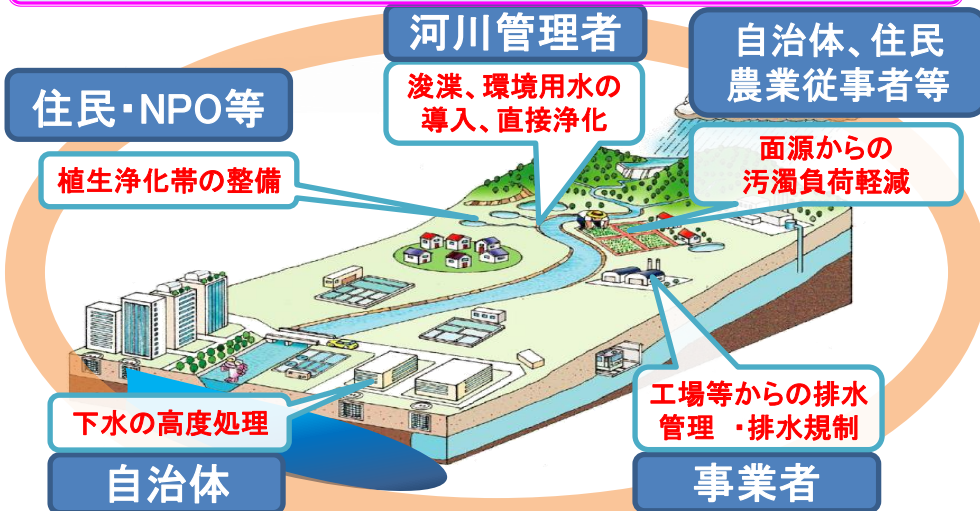 河川管理者
浚渫、環境用水の
導入、直接浄化
自治体、住民
農業従事者等
面源からの
汚濁負荷軽減
住民・NPO等
植生浄化帯の整備
下水の高度処理
自治体
工場等からの排水
管理 ・排水規制
事業者